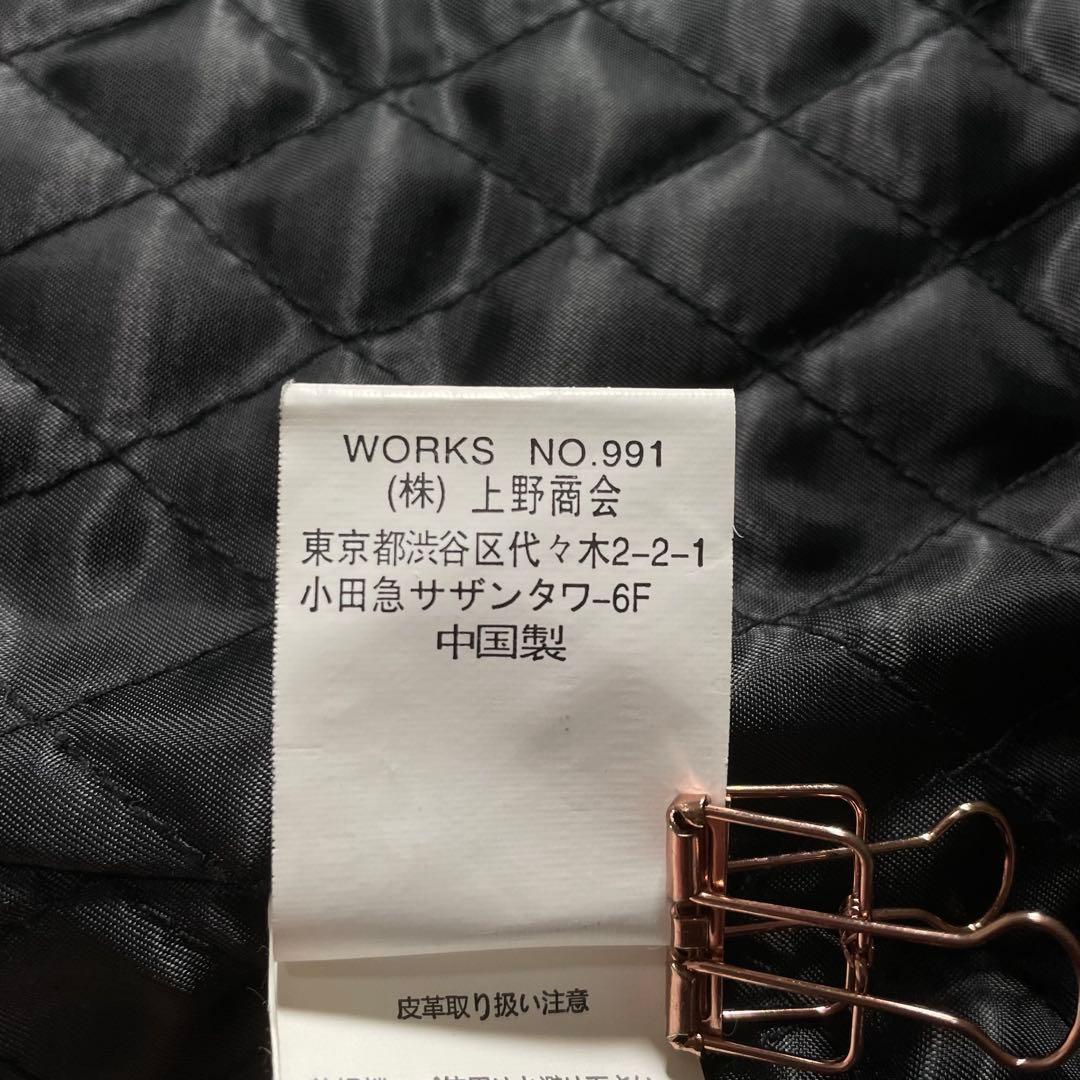 WORKS NO.991
(株) 上野商会
東京都渋谷区代々木2-2-1
小田急サザンタワ-6F
中国製
皮革取り扱い注意